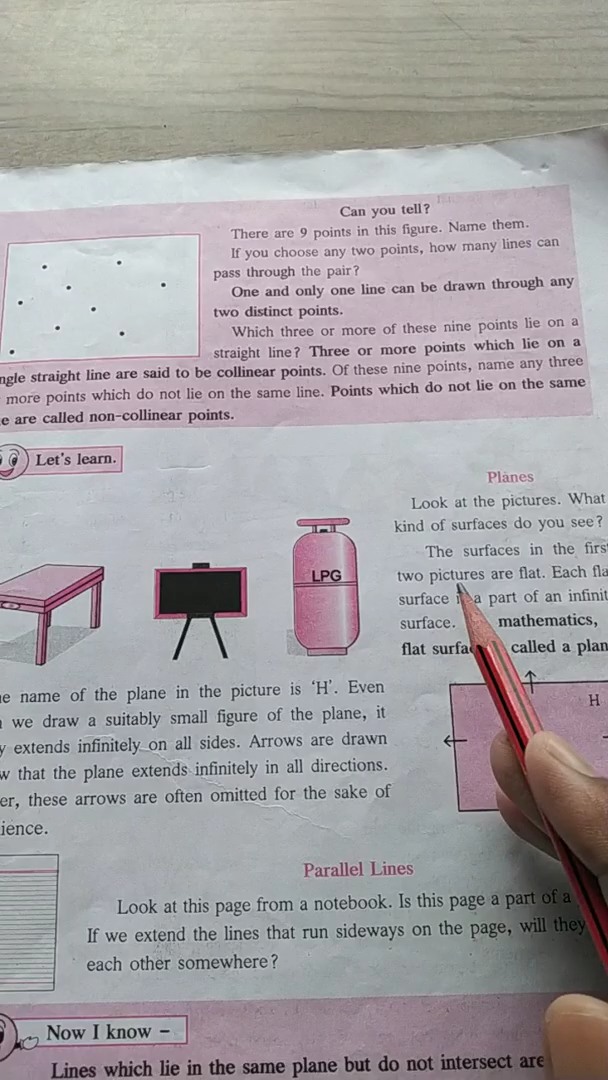 Can you tell?
There are 9 points in this figure. Name them.
If you choose any two points, how many lines can
pass through the pair?
One and only one line can be drawn through any
two distinct points.
Which three or more of these nine points lie on a
straight line? Three or more points which lie on a
ngle straight line are said to be collinear points. Of these nine points, name any three
more points which do not lie on the same line. Points which do not lie on the same
e are called non-collinear points.
Let's learn.
Planes
Look at the pictures. What
kind of surfaces do you see?
The surfaces in the firs
two pictures are flat. Each fla
surface a part of an infinit
surface. mathematics,
flat surfa called a plan
LPG
H
e name of the plane in the picture is 'H'. Even
we draw a suitably small figure of the plane, it
y extends infinitely on all sides. Arrows are drawn
w that the plane extends infinitely in all directions.
er, these arrows are often omitted for the sake of
ience.
Parallel Lines
Look at this page from a notebook. Is this page a part of a
If we extend the lines that run sideways on the page, will they
each other somewhere?
Now I know –
Lines which lie in the same plane but do not intersect are